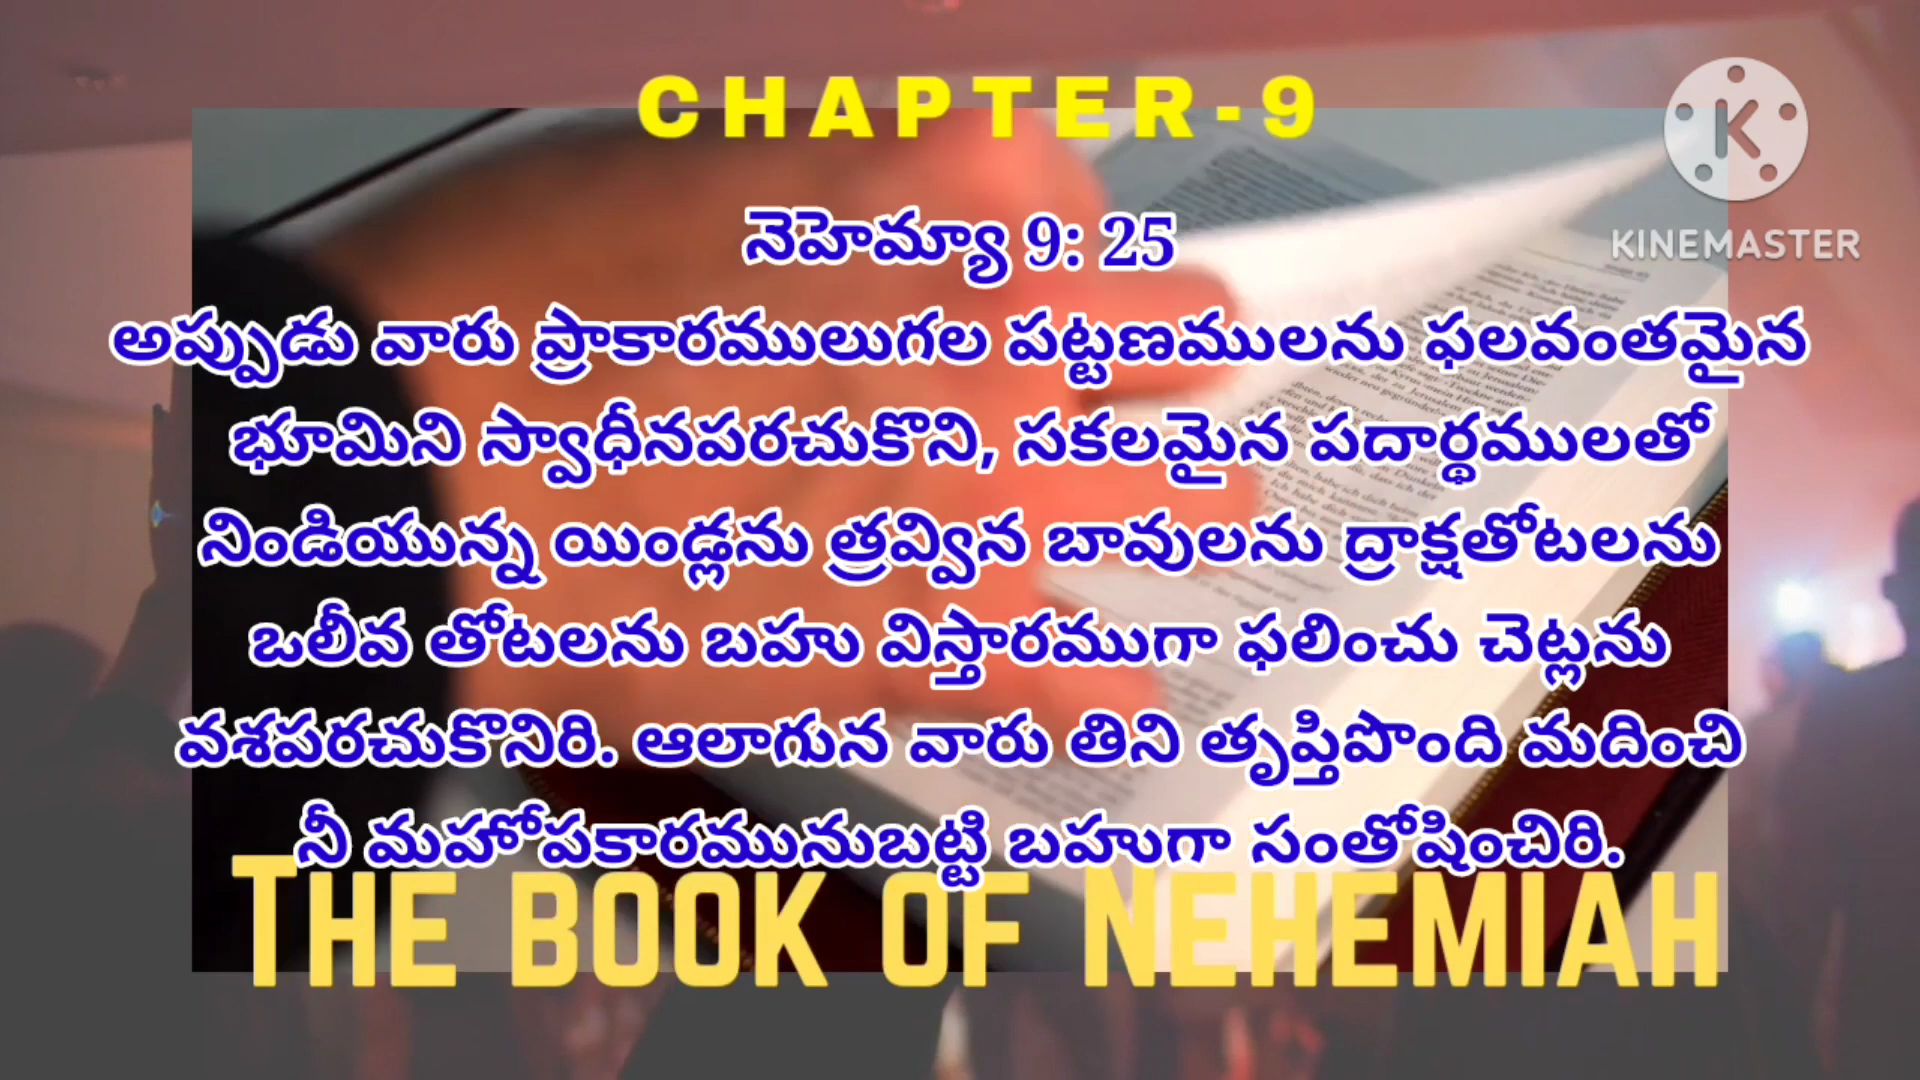 CHAPTER-9
KINEMASTER
నెహెమ్యా 9: 25
అప్పుడు వారు ప్రాకారములుగల పట్టణములను ఫలవంతమైన
భూమిని స్వాధీనపరచుకొని, సకలమైన పదార్థములతో
నిండియున్న యిండ్లను త్రవ్విన బావులను ద్రాక్షతోటలను
ఒలీవ తోటలను బహు విస్తారముగా ఫలించు చెట్లను
వశపరచుకొనిరి. ఆలాగున వారు తిని తృప్తిపొంది మదించి
నీ మహోపకారమునుబట్టి బహుగా సంతోషించిరి.
THE BOOK OF NEHEMIAH